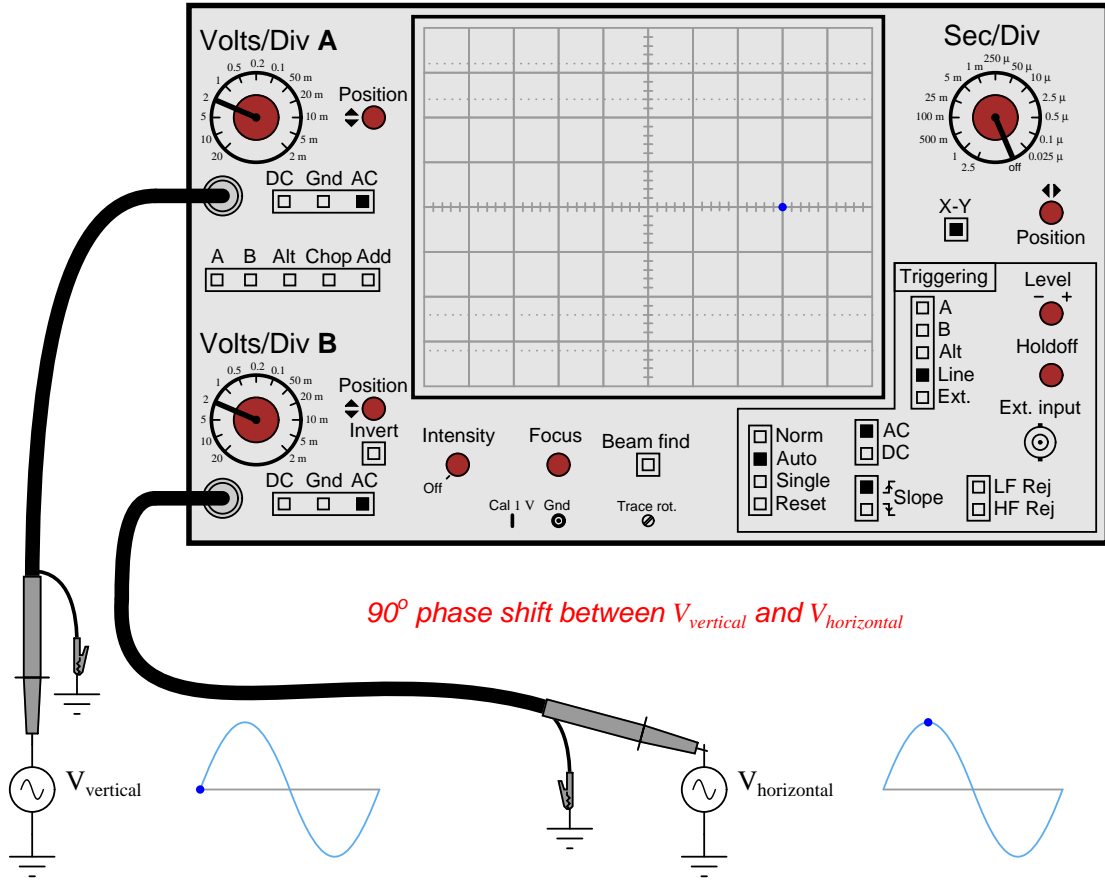 Volts/Div A
20
10
5
2
1
0.5
0.2
0.1
50 m
20 m
10 m
5 m
2 m
Position
DC Gnd AC
A B Alt Chop Add
Volts/Div B
20
10
5
2
1
0.5
0.2
0.1
50 m
20 m
10 m
5 m
2 m
Position
Invert
DC Gnd AC
Intensity
Off
Focus
Beam find
Cal 1 V Gnd
Trace rot.
Sec/Div
2.5
1
500 m
100 m
25 m
5 m
1 m
250 µ
50 µ
10 µ
2.5 µ
0.5 µ
0.1 µ
0.025 µ
off
X-Y
Position
Triggering
A
B
Alt
Line
Ext.
Level
− +
Holdoff
Ext. input
Norm
Auto
Single
Reset
AC
DC
Slope
LF Rej
HF Rej
90° phase shift between Vvertical and Vhorizontal
Vvertical
Vhorizontal